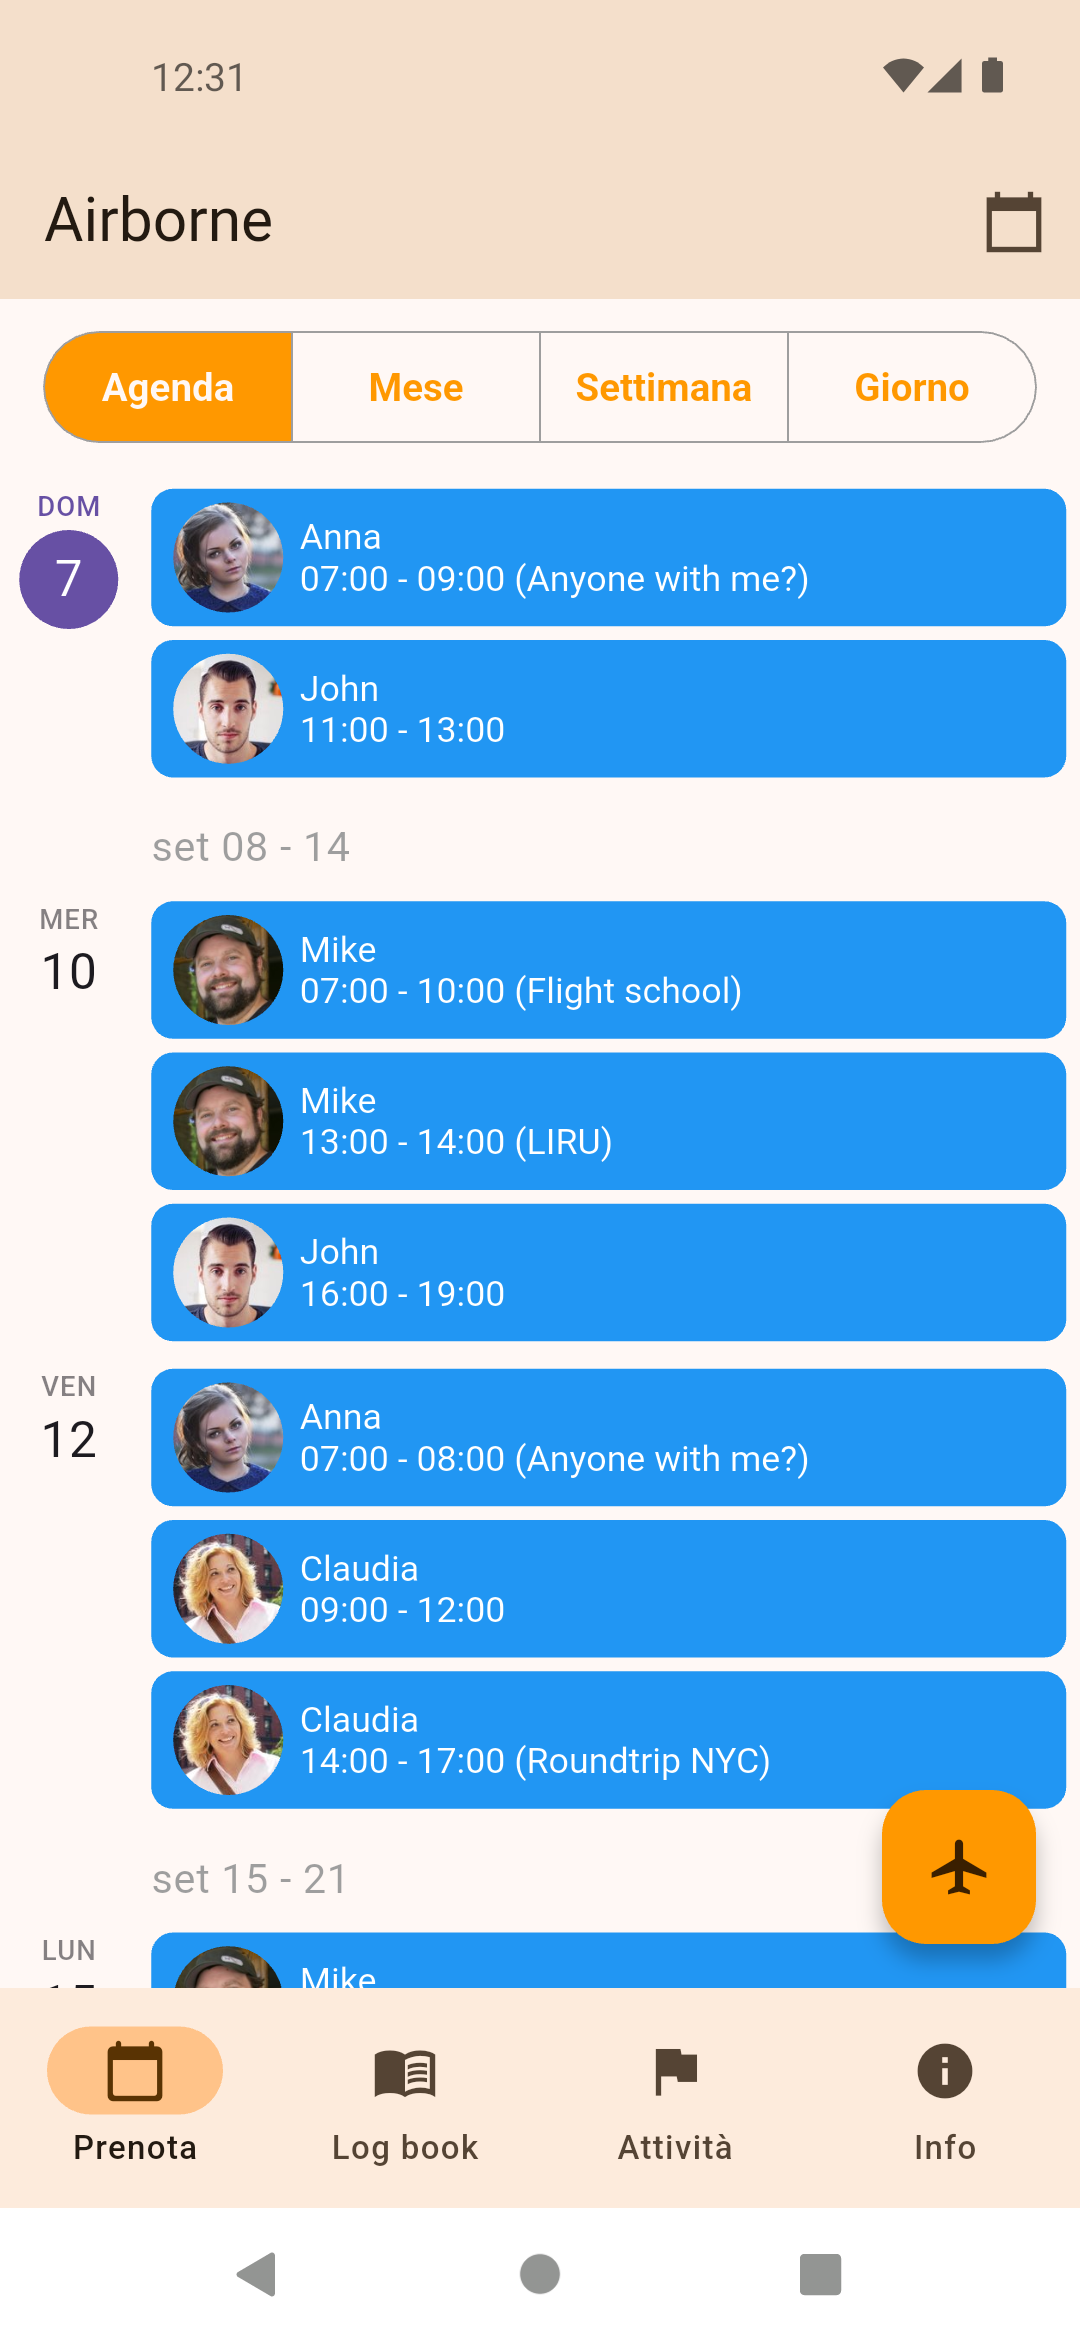 12:31
Airborne
Agenda
Mese
Settimana
Giorno
DOM
7
Anna
07:00 - 09:00 (Anyone with me?)
John
11:00 - 13:00
set 08 - 14
MER
10
Mike
07:00 - 10:00 (Flight school)
Mike
13:00 - 14:00 (LIRU)
John
16:00 - 19:00
VEN
12
Anna
07:00 - 08:00 (Anyone with me?)
Claudia
09:00 - 12:00
Claudia
14:00 - 17:00 (Roundtrip NYC)
set 15 - 21
LUN
Mike
Prenota
Log book
Attività
Info